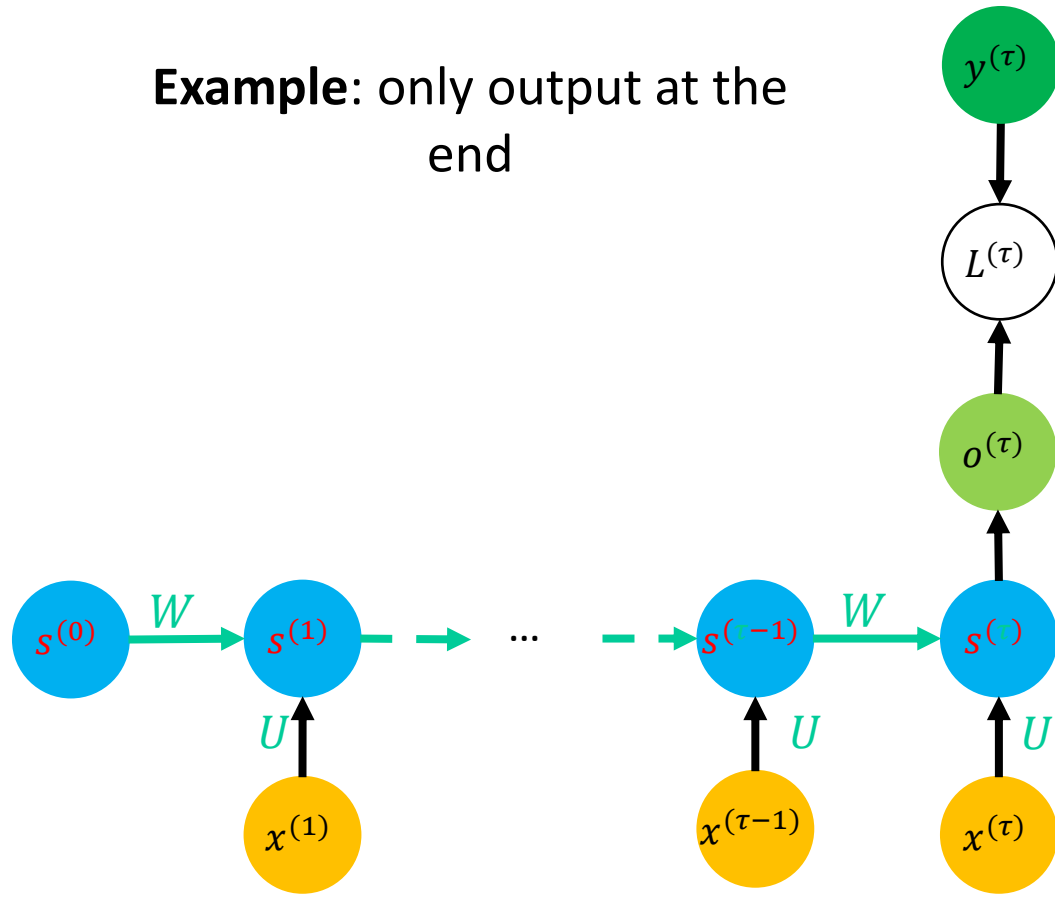 Example: only output at the
end
y^(τ)
L^(τ)
o^(τ)
s^(0) W s^(1) ... s^(τ−1) W s^(τ)
U U U
x^(1) x^(τ−1) x^(τ)